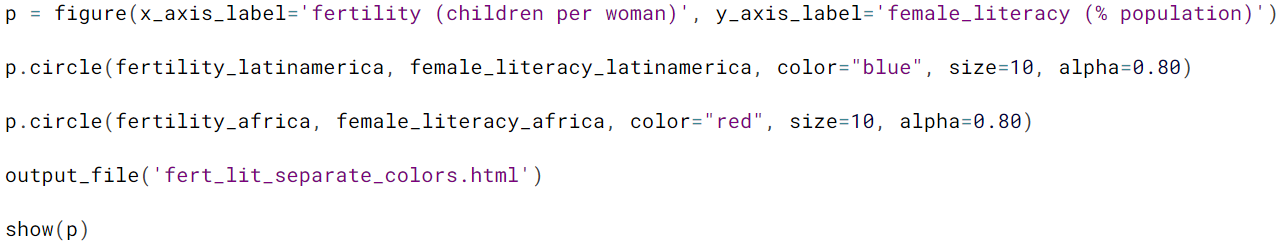 p = figure(x_axis_label='fertility (children per woman)', y_axis_label='female_literacy (% population)')
p.circle(fertility_latinamerica, female_literacy_latinamerica, color="blue", size=10, alpha=0.80)
p.circle(fertility_africa, female_literacy_africa, color="red", size=10, alpha=0.80)
output_file('fert_lit_separate_colors.html')
show(p)